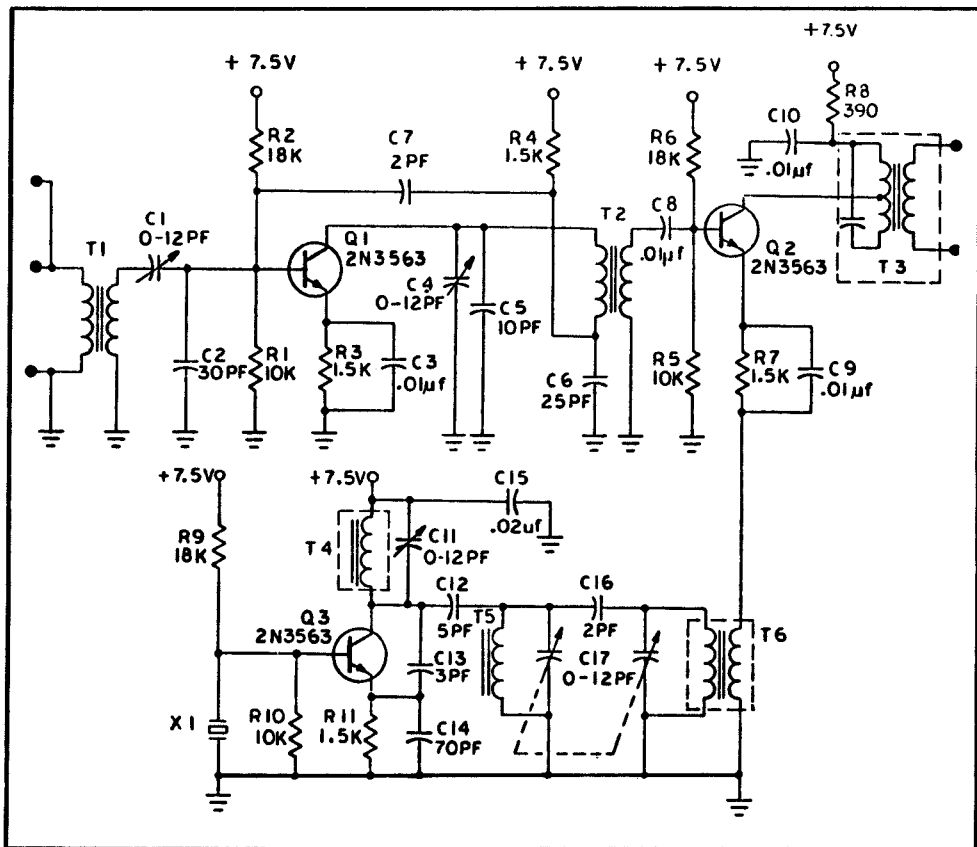 +7.5V
+ 7.5V
+ 7.5V
+ 7.5V
R8
390
C10
.01µf
R2
18K
C7
2PF
R4
1.5K
R6
18K
T1
C1
0-12PF
Q1
2N3563
C4
0-12PF
C5
10PF
T2
C8
.01µf
Q2
2N3563
T3
C2
30PF
R1
10K
R3
1.5K
C3
.01µf
C6
25PF
R5
10K
R7
1.5K
C9
.01µf
+7.5V
+7.5V
C15
.02uf
R9
18K
T4
C11
0-12PF
C12
5PF
T5
C16
2PF
T6
Q3
2N3563
C13
3PF
C17
0-12PF
X1
R10
10K
R11
1.5K
C14
70PF